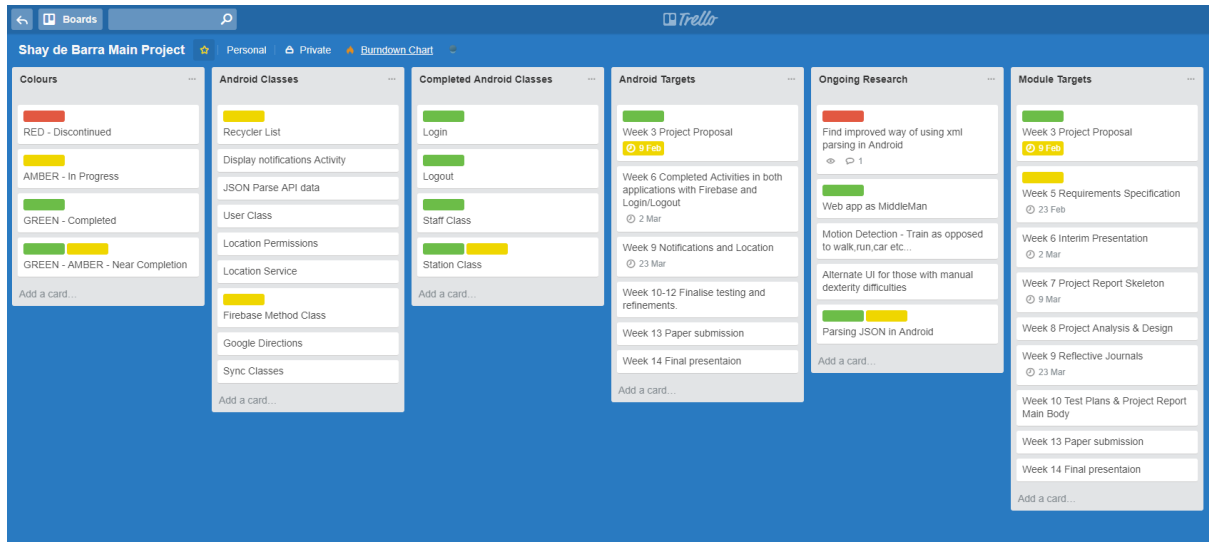 Boards
Trello
Shay de Barra Main Project
Personal
Private
Burndown Chart
Colours
RED - Discontinued
AMBER - In Progress
GREEN - Completed
GREEN - AMBER - Near Completion
Add a card...
Android Classes
Recycler List
Display notifications Activity
JSON Parse API data
User Class
Location Permissions
Location Service
Firebase Method Class
Google Directions
Sync Classes
Add a card...
Completed Android Classes
Login
Logout
Staff Class
Station Class
Add a card...
Android Targets
Week 3 Project Proposal
9 Feb
Week 6 Completed Activities in both
applications with Firebase and
Login/Logout
2 Mar
Week 9 Notifications and Location
23 Mar
Week 10-12 Finalise testing and
refinements.
Week 13 Paper submission
Week 14 Final presentaion
Add a card...
Ongoing Research
Find improved way of using xml
parsing in Android
1
Web app as MiddleMan
Motion Detection - Train as opposed
to walk,run,car etc...
Alternate UI for those with manual
dexterity difficulties
Parsing JSON in Android
Add a card...
Module Targets
Week 3 Project Proposal
9 Feb
Week 5 Requirements Specification
23 Feb
Week 6 Interim Presentation
2 Mar
Week 7 Project Report Skeleton
9 Mar
Week 8 Project Analysis & Design
Week 9 Reflective Journals
23 Mar
Week 10 Test Plans & Project Report
Main Body
Week 13 Paper submission
Week 14 Final presentaion
Add a card...